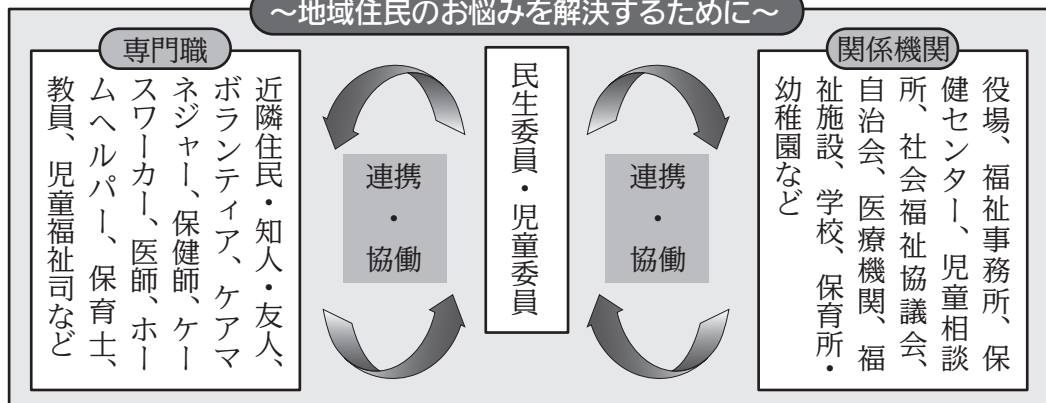 ～地域住民のお悩みを解決するために～
関係機関
役場、福祉事務所、保
健センター、児童相談
所、社会福祉協議会、
自治会、医療機関、福
祉施設、学校、保育所・
幼稚園など
連携
・
協働
民生委員・児童委員
連携
・
協働
専門職
近隣住民・知人・友人、
ボランティア、ケアマ
ネジャー、保健師、ケー
スワーカー、医師、ホー
ムヘルパー、保育士、
教員、児童福祉司など